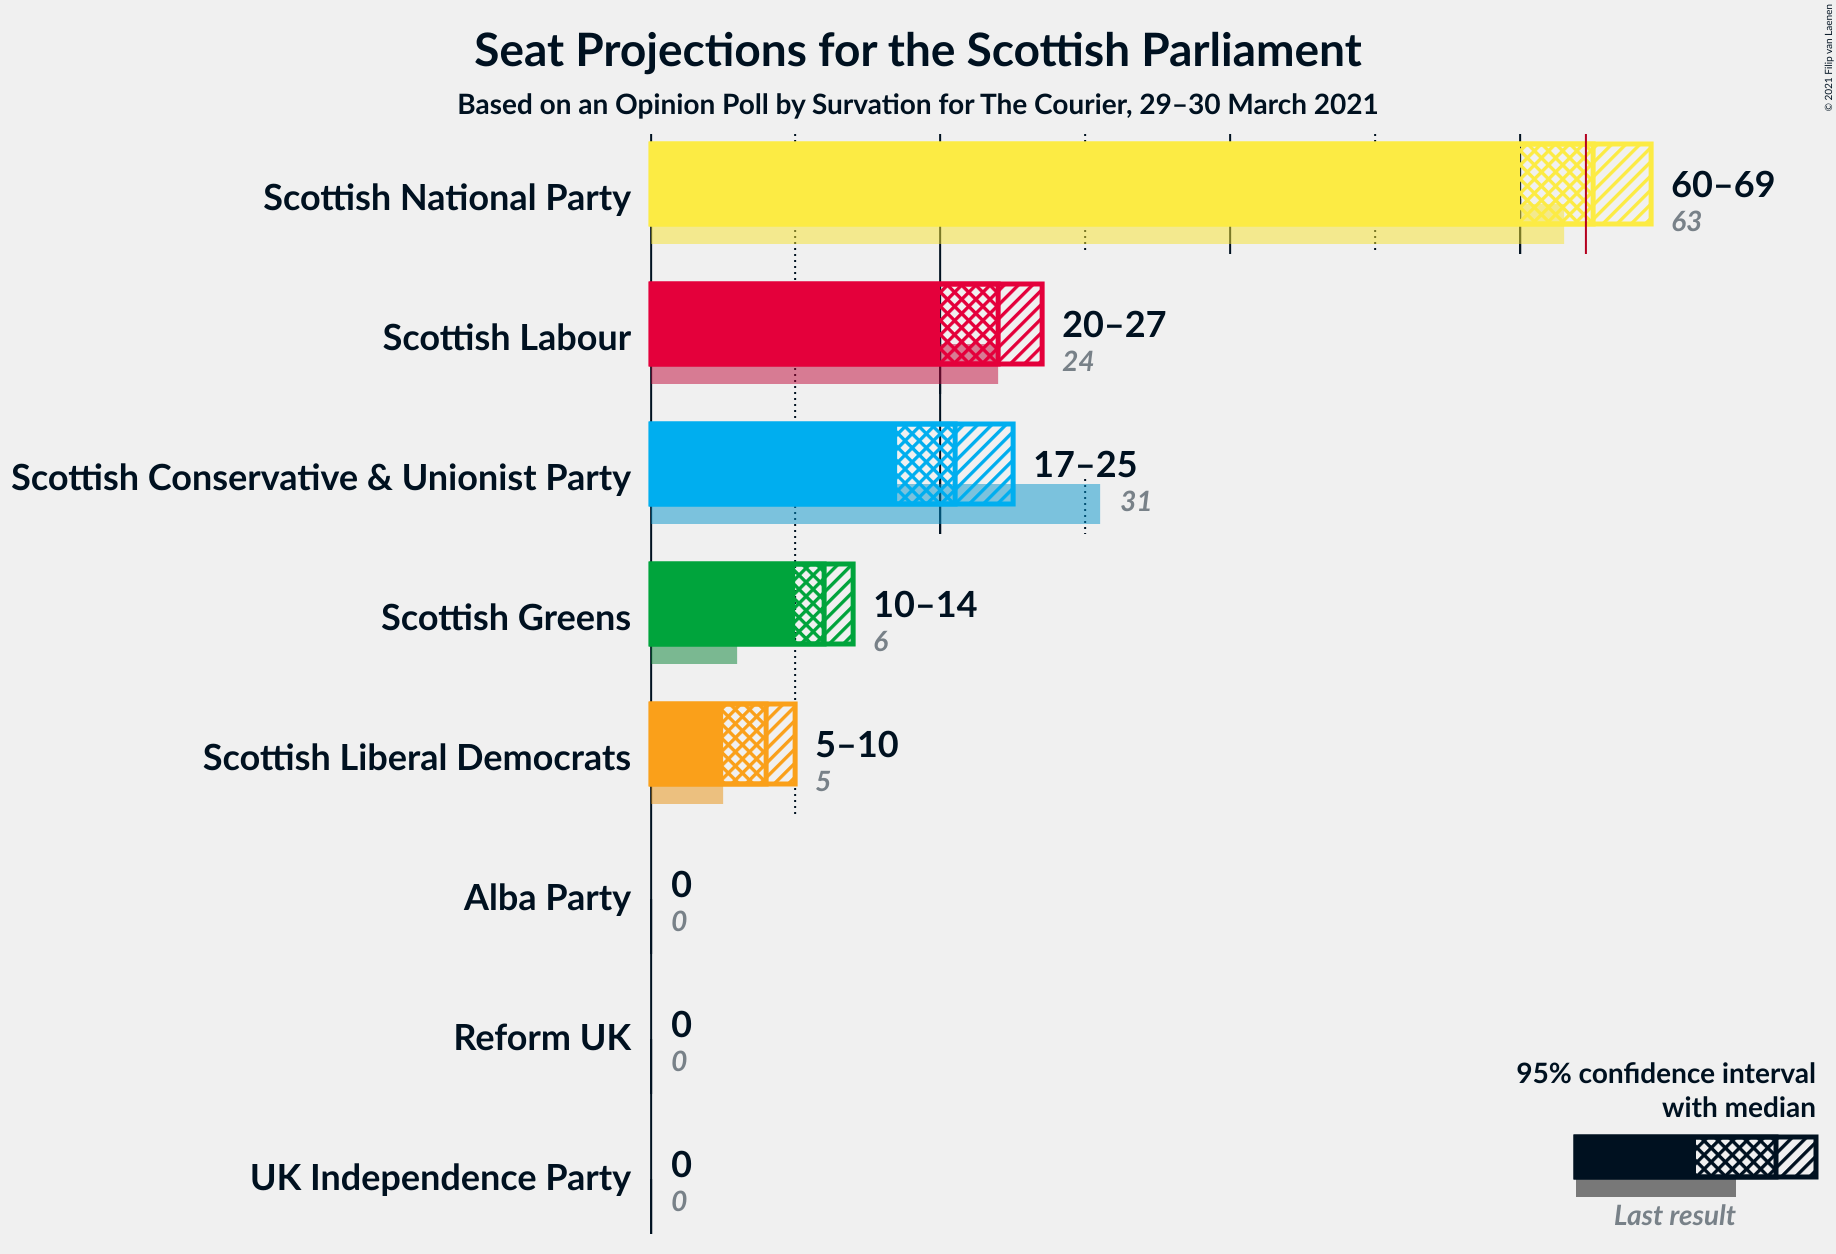 Seat Projections for the Scottish Parliament
Based on an Opinion Poll by Survation for The Courier, 29–30 March 2021
© 2021 Filip van Laenen
Scottish National Party
60–69
63
Scottish Labour
20–27
24
Scottish Conservative & Unionist Party
17–25
31
Scottish Greens
10–14
6
Scottish Liberal Democrats
5–10
5
Alba Party
0
0
Reform UK
0
0
UK Independence Party
0
0
95% confidence interval
with median
Last result